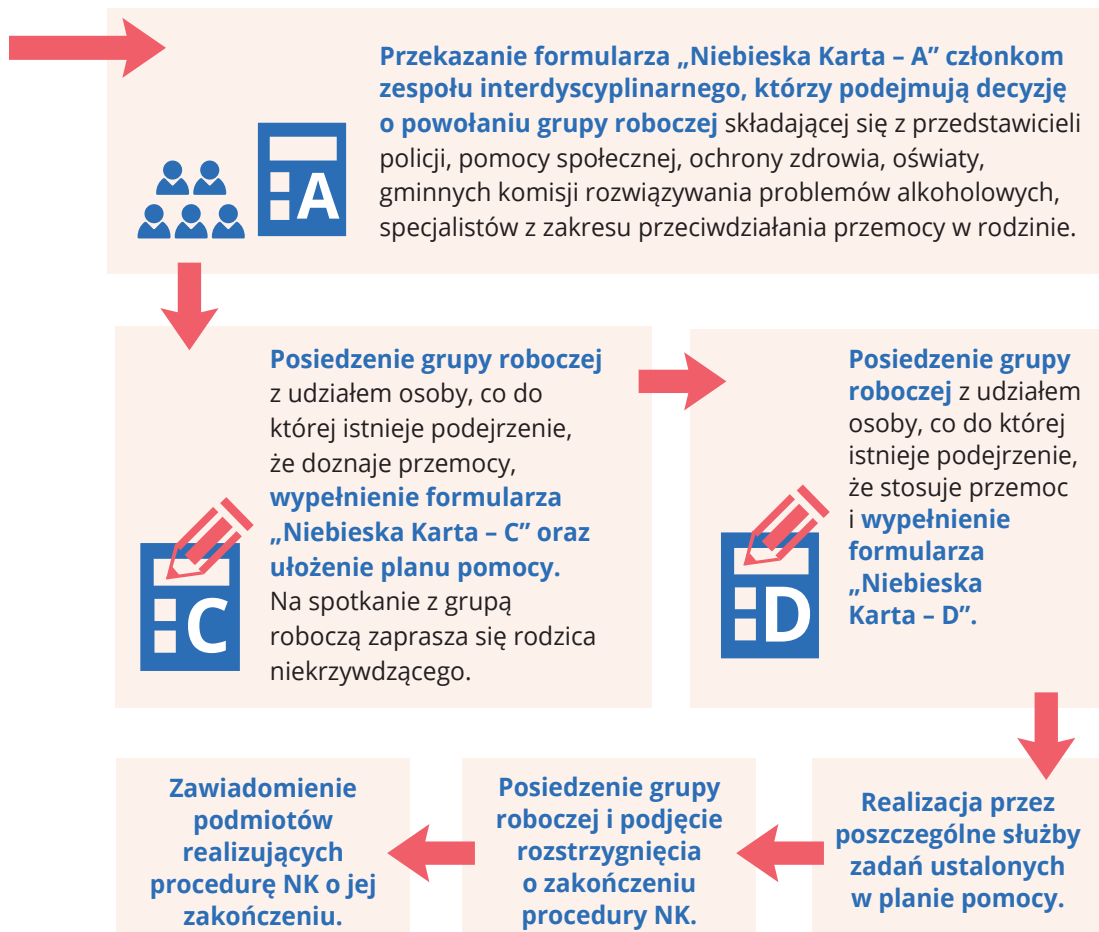 Przekazanie formularza „Niebieska Karta – A” członkom
zespołu interdyscyplinarnego, którzy podejmują decyzję
o powołaniu grupy roboczej składającej się z przedstawicieli
policji, pomocy społecznej, ochrony zdrowia, oświaty,
gminnych komisji rozwiązywania problemów alkoholowych,
specjalistów z zakresu przeciwdziałania przemocy w rodzinie.
A
Posiedzenie grupy roboczej
z udziałem osoby, co do
której istnieje podejrzenie,
że doznaje przemocy,
wypełnienie formularza
„Niebieska Karta – C” oraz
ułożenie planu pomocy.
Na spotkanie z grupą
roboczą zaprasza się rodzica
niekrzywdzącego.
C
Posiedzenie grupy
roboczej z udziałem
osoby, co do której
istnieje podejrzenie,
że stosuje przemoc
i wypełnienie
formularza
„Niebieska
Karta – D”.
D
Realizacja przez
poszczególne służby
zadań ustalonych
w planie pomocy.
Posiedzenie grupy
roboczej i podjęcie
rozstrzygnięcia
o zakończeniu
procedury NK.
Zawiadomienie
podmiotów
realizujących
procedurę NK o jej
zakończeniu.